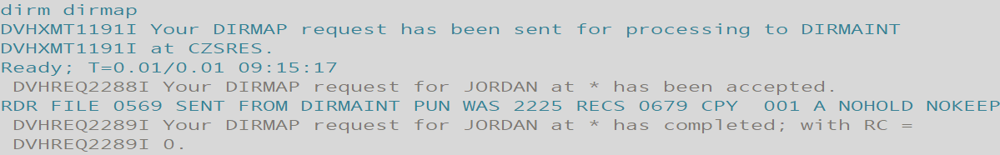 dirm dirmap
DVHXMT1191I Your DIRMAP request has been sent for processing to DIRMAINT
DVHXMT1191I at CZSRES.
Ready; T=0.01/0.01 09:15:17
DVHREQ2288I Your DIRMAP request for JORDAN at * has been accepted.
RDR FILE 0569 SENT FROM DIRMAINT PUN WAS 2225 RECS 0679 CPY  001 A NOHOLD NOKEEP
DVHREQ2289I Your DIRMAP request for JORDAN at * has completed; with RC =
DVHREQ2289I 0.